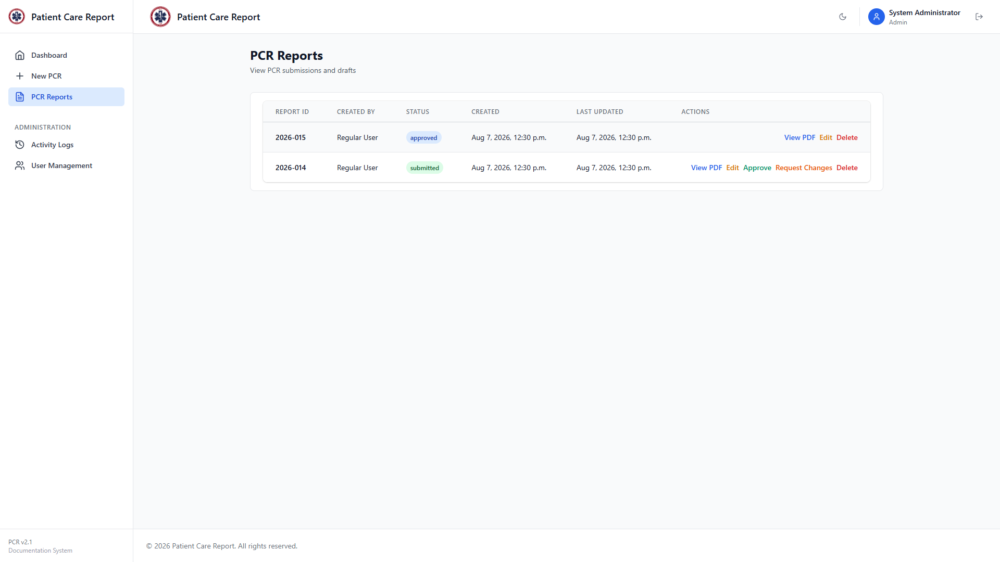 Patient Care Report
Dashboard
New PCR
PCR Reports
ADMINISTRATION
Activity Logs
User Management
PCR v2.1
Documentation System
Patient Care Report
System Administrator
Admin
PCR Reports
View PCR submissions and drafts
REPORT ID CREATED BY STATUS CREATED LAST UPDATED ACTIONS
2026-015 Regular User approved Aug 7, 2026, 12:30 p.m. Aug 7, 2026, 12:30 p.m. View PDF Edit Delete
2026-014 Regular User submitted Aug 7, 2026, 12:30 p.m. Aug 7, 2026, 12:30 p.m. View PDF Edit Approve Request Changes Delete
© 2026 Patient Care Report. All rights reserved.